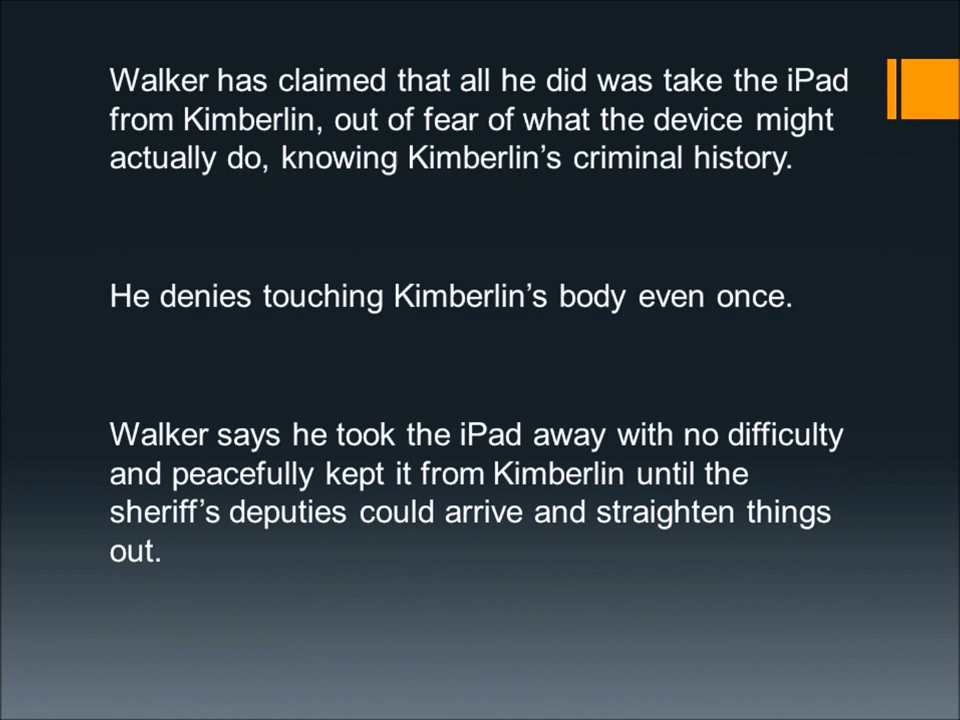 Walker has claimed that all he did was take the iPad
from Kimberlin, out of fear of what the device might
actually do, knowing Kimberlin’s criminal history.
He denies touching Kimberlin’s body even once.
Walker says he took the iPad away with no difficulty
and peacefully kept it from Kimberlin until the
sheriff’s deputies could arrive and straighten things
out.